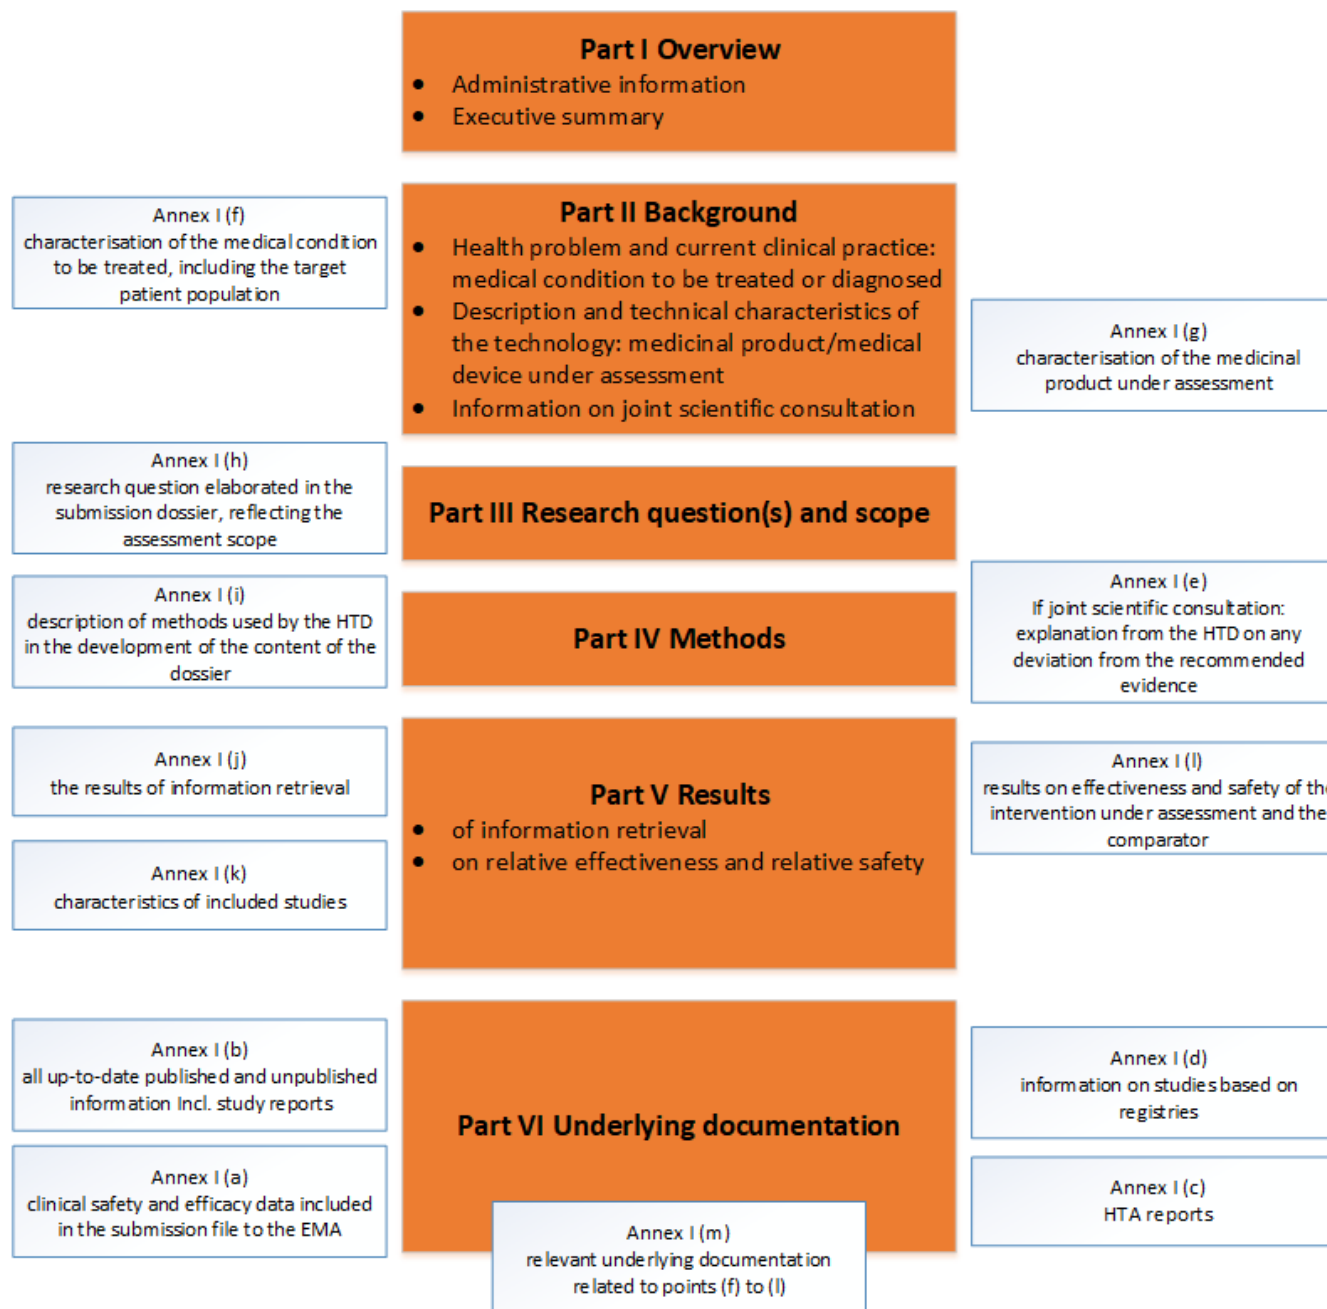 Part I Overview
• Administrative information
• Executive summary
Annex I (f)
characterisation of the medical condition
to be treated, including the target
patient population
Part II Background
• Health problem and current clinical practice:
medical condition to be treated or diagnosed
• Description and technical characteristics of
the technology: medicinal product/medical
device under assessment
• Information on joint scientific consultation
Annex I (g)
characterisation of the medicinal
product under assessment
Annex I (h)
research question elaborated in the
submission dossier, reflecting the
assessment scope
Part III Research question(s) and scope
Annex I (i)
description of methods used by the HTD
in the development of the content of the
dossier
Part IV Methods
Annex I (e)
If joint scientific consultation:
explanation from the HTD on any
deviation from the recommended
evidence
Annex I (j)
the results of information retrieval
Annex I (k)
characteristics of included studies
Part V Results
• of information retrieval
• on relative effectiveness and relative safety
Annex I (l)
results on effectiveness and safety of the
intervention under assessment and the
comparator
Annex I (b)
all up-to-date published and unpublished
information Incl. study reports
Annex I (a)
clinical safety and efficacy data included
in the submission file to the EMA
Part VI Underlying documentation
Annex I (d)
information on studies based on
registries
Annex I (c)
HTA reports
Annex I (m)
relevant underlying documentation
related to points (f) to (l)